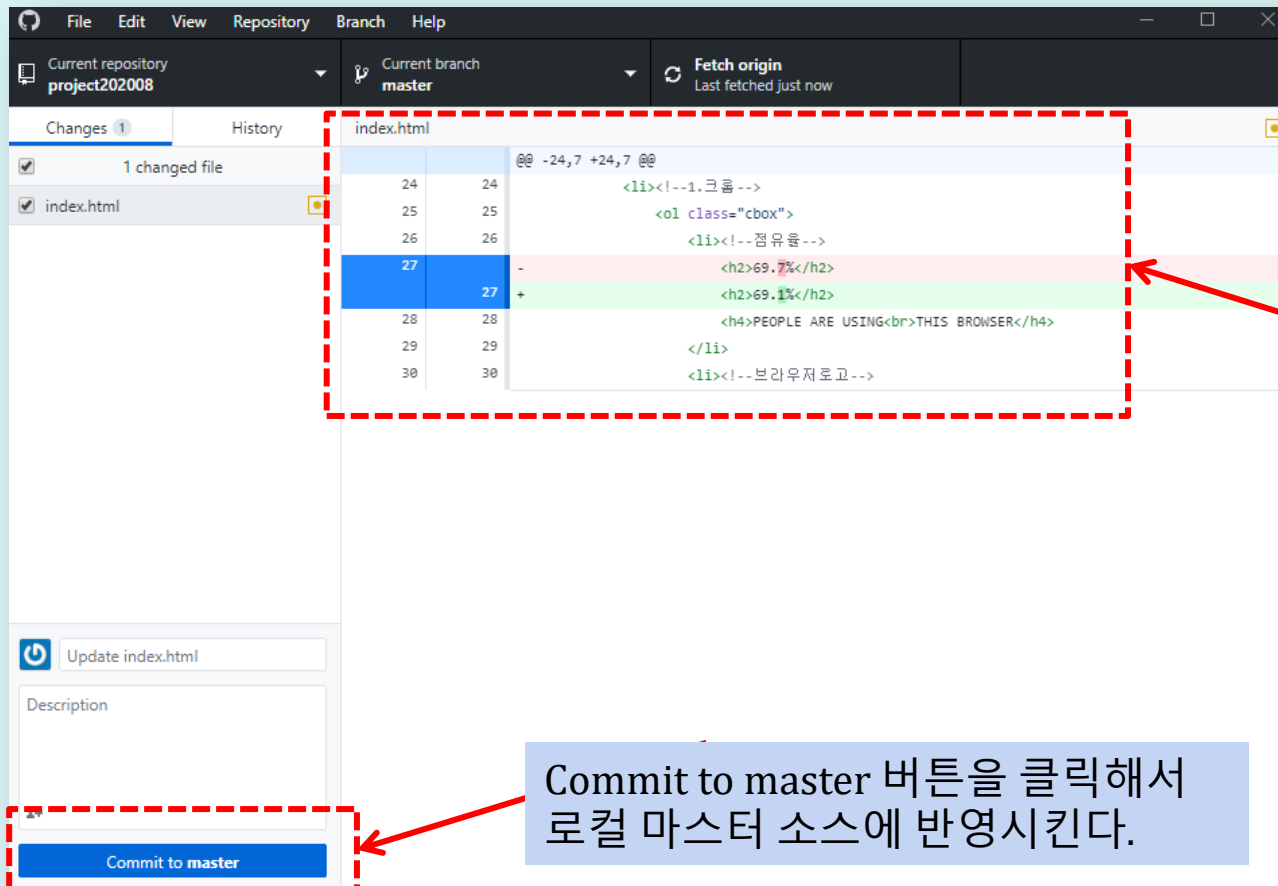 File Edit View Repository Branch Help
Current repository
project202008
Current branch
master
Fetch origin
Last fetched just now
Changes 1 History
index.html
1 changed file
index.html
@@ -24,7 +24,7 @@
24 24 <li><!--1.크롬-->
25 25 <ol class="cbox">
26 26 <li><!--점유율-->
27 - <h2>69.7%</h2>
27 + <h2>69.1%</h2>
28 28 <h4>PEOPLE ARE USING<br>THIS BROWSER</h4>
29 29 </li>
30 30 <li><!--브라우저로고-->
Update index.html
Description
Commit to master
Commit to master 버튼을 클릭해서
로컬 마스터 소스에 반영시킨다.